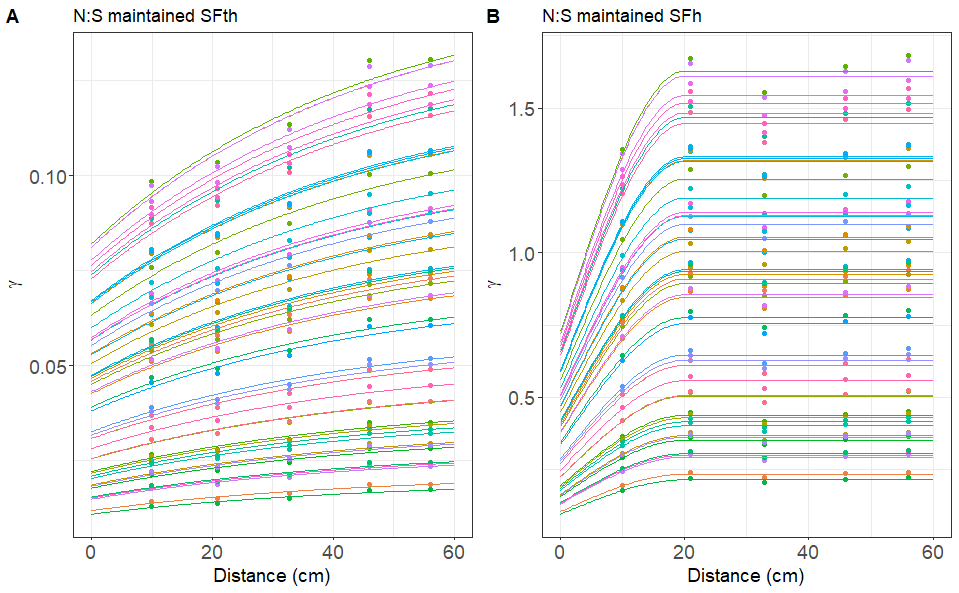 A
N:S maintained SFth
γ
0.10
0.05
0
20
40
60
Distance (cm)
B
N:S maintained SFh
γ
1.5
1.0
0.5
0
20
40
60
Distance (cm)